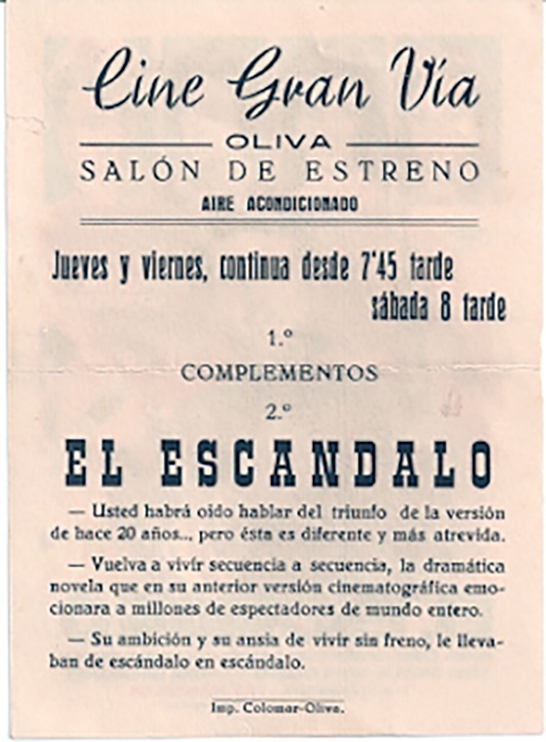 Cine Gran Vía
OLIVA
SALÓN DE ESTRENO
AIRE ACONDICIONADO
Jueves y viernes, continua desde 7'45 tarde
sábada 8 tarde
1.º
COMPLEMENTOS
2.º
EL ESCANDALO
— Usted habrá oido hablar del triunfo de la versión
de hace 20 años.., pero ésta es diferente y más atrevida.
— Vuelva a vivír secuencia a secuencia, la dramática
novela que en su anterior versión cinematográfica emo-
cionara a millones de espectadores de mundo entero.
— Su ambición y su ansia de vivir sin freno, le lleva-
ban de escándalo en escándalo.
Imp. Colomar-Oliva.